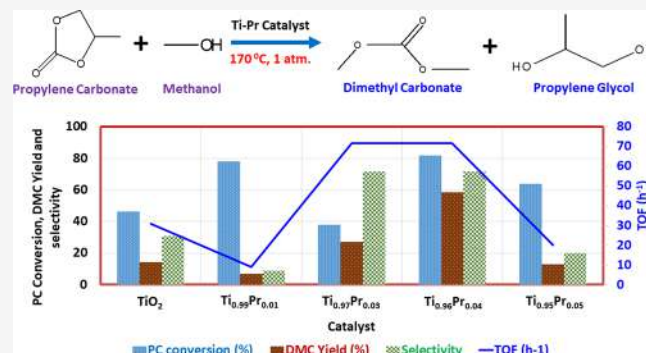 Ti-Pr Catalyst
170 ⁰C, 1 atm.
O O O + OH + O O O HO O
Propylene Carbonate Methanol Dimethyl Carbonate Propylene Glycol
PC Conversion, DMC Yield and
selectivity
100
80
60
40
20
0
80
70
60
50
40
30
20
10
0
TOF (h⁻¹)
TiO₂ Ti₀.₉₉Pr₀.₀₁ Ti₀.₉₇Pr₀.₀₃ Ti₀.₉₆Pr₀.₀₄ Ti₀.₉₅Pr₀.₀₅
Catalyst
PC conversion (%) DMC Yield (%) Selectivity TOF (h-1)